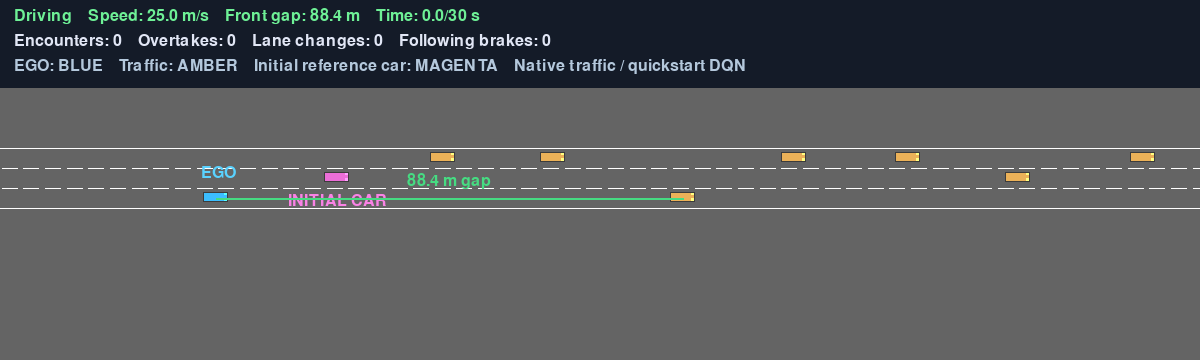 Driving Speed: 25.0 m/s Front gap: 88.4 m Time: 0.0/30 s
Encounters: 0 Overtakes: 0 Lane changes: 0 Following brakes: 0
EGO: BLUE Traffic: AMBER Initial reference car: MAGENTA Native traffic / quickstart DQN
EGO
88.4 m gap
INITIAL CAR